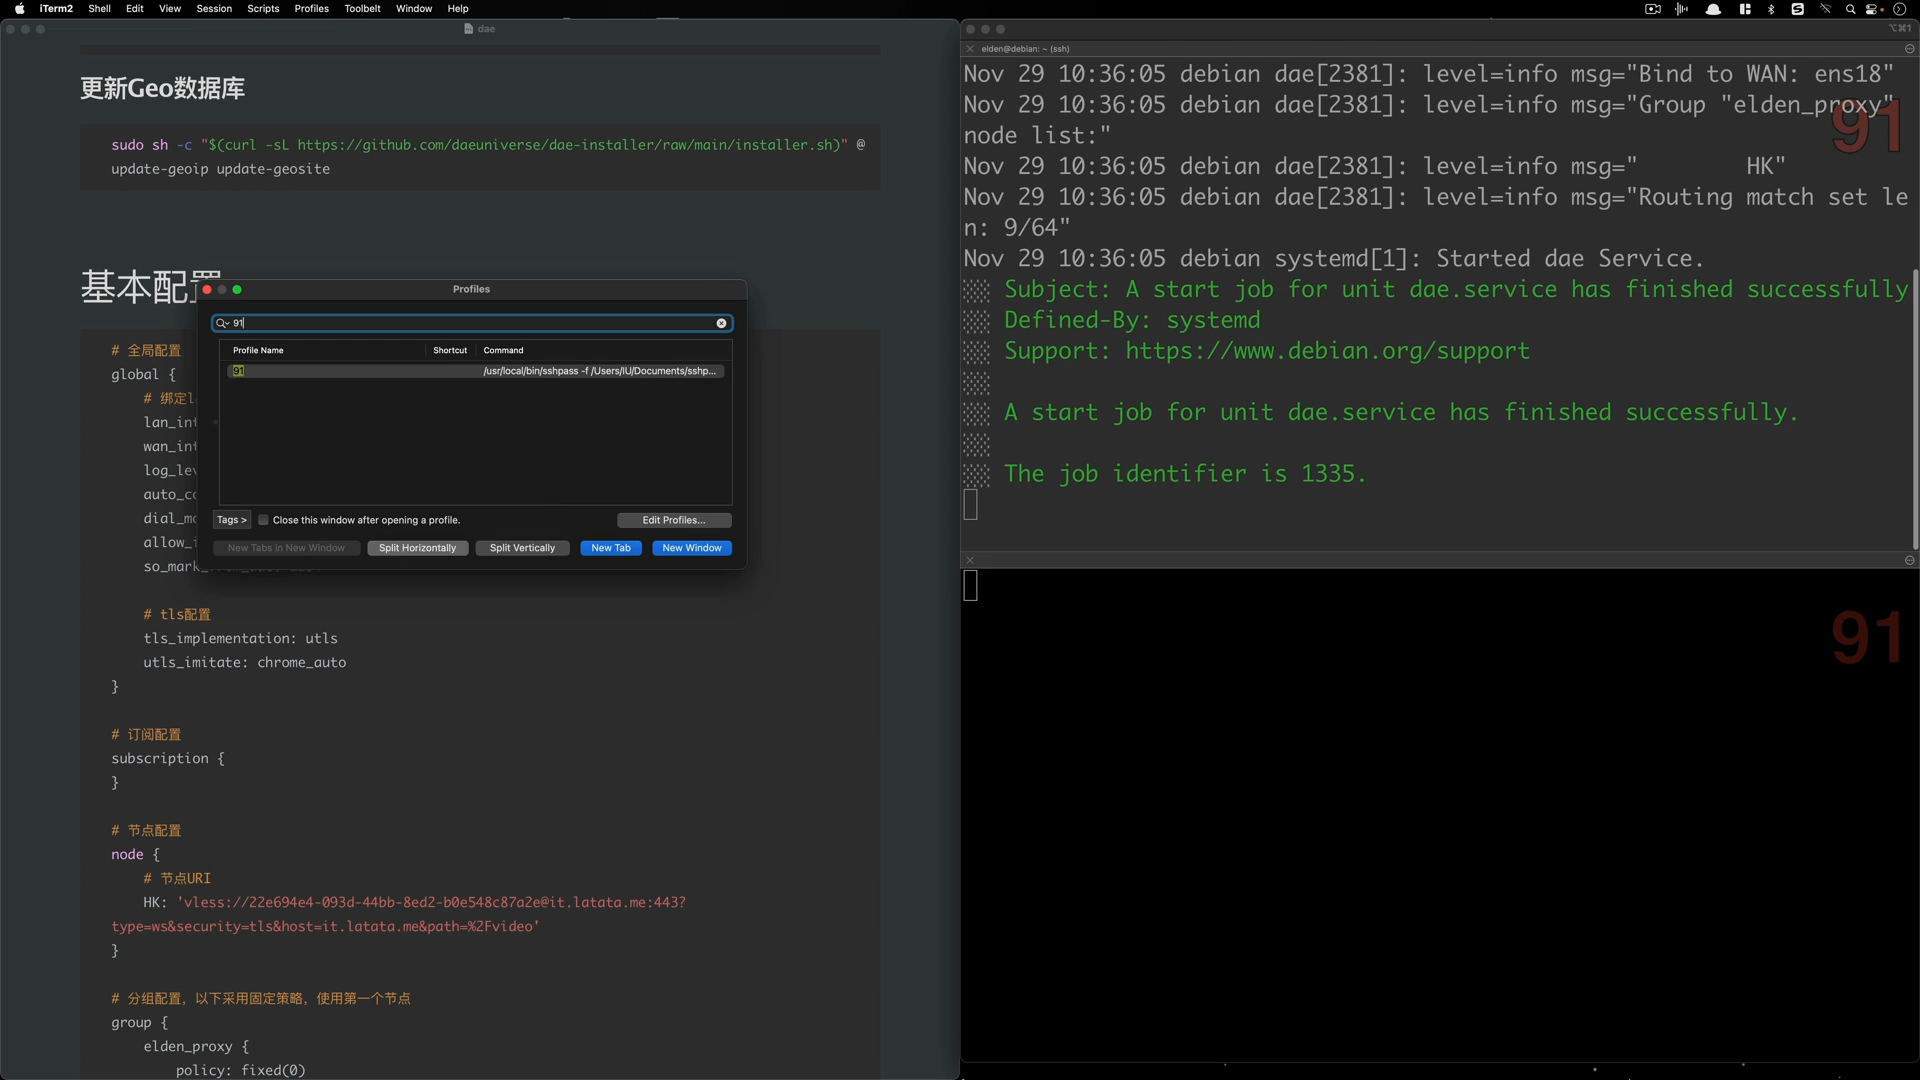 iTerm2 Shell Edit View Session Scripts Profiles Toolbelt Window Help
dae
更新Geo数据库
sudo sh -c "$(curl -sL https://github.com/daeuniverse/dae-installer/raw/main/installer.sh)" @
update-geoip update-geosite
基本配置
# 全局配置
global {
# 绑定l
lan_int
wan_int
log_lev
auto_co
dial_mo
allow_i
so_mark
# tls配置
tls_implementation: utls
utls_imitate: chrome_auto
}
# 订阅配置
subscription {
}
# 节点配置
node {
# 节点URI
HK: 'vless://22e694e4-093d-44bb-8ed2-b0e548c87a2e@it.latata.me:443?
type=ws&security=tls&host=it.latata.me&path=%2Fvideo'
}
# 分组配置，以下采用固定策略，使用第一个节点
group {
elden_proxy {
policy: fixed(0)
Profiles
91
Profile Name Shortcut Command
91 /usr/local/bin/sshpass -f /Users/IU/Documents/sshp...
Tags > Close this window after opening a profile. Edit Profiles...
New Tabs in New Window Split Horizontally Split Vertically New Tab New Window
⌥⌘1
elden@debian: ~ (ssh)
Nov 29 10:36:05 debian dae[2381]: level=info msg="Bind to WAN: ens18"
Nov 29 10:36:05 debian dae[2381]: level=info msg="Group "elden_proxy"
node list:"
91
Nov 29 10:36:05 debian dae[2381]: level=info msg=" HK"
Nov 29 10:36:05 debian dae[2381]: level=info msg="Routing match set le
n: 9/64"
Nov 29 10:36:05 debian systemd[1]: Started dae Service.
Subject: A start job for unit dae.service has finished successfully
Defined-By: systemd
Support: https://www.debian.org/support
A start job for unit dae.service has finished successfully.
The job identifier is 1335.
91